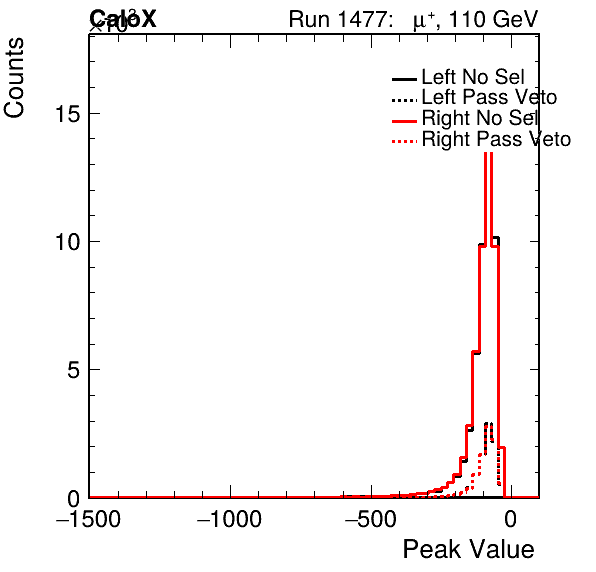 CaloX Run 1477: μ⁺, 110 GeV
×10³
Counts
Left No Sel
Left Pass Veto
Right No Sel
Right Pass Veto
15
10
5
0
−1500 −1000 −500 0
Peak Value